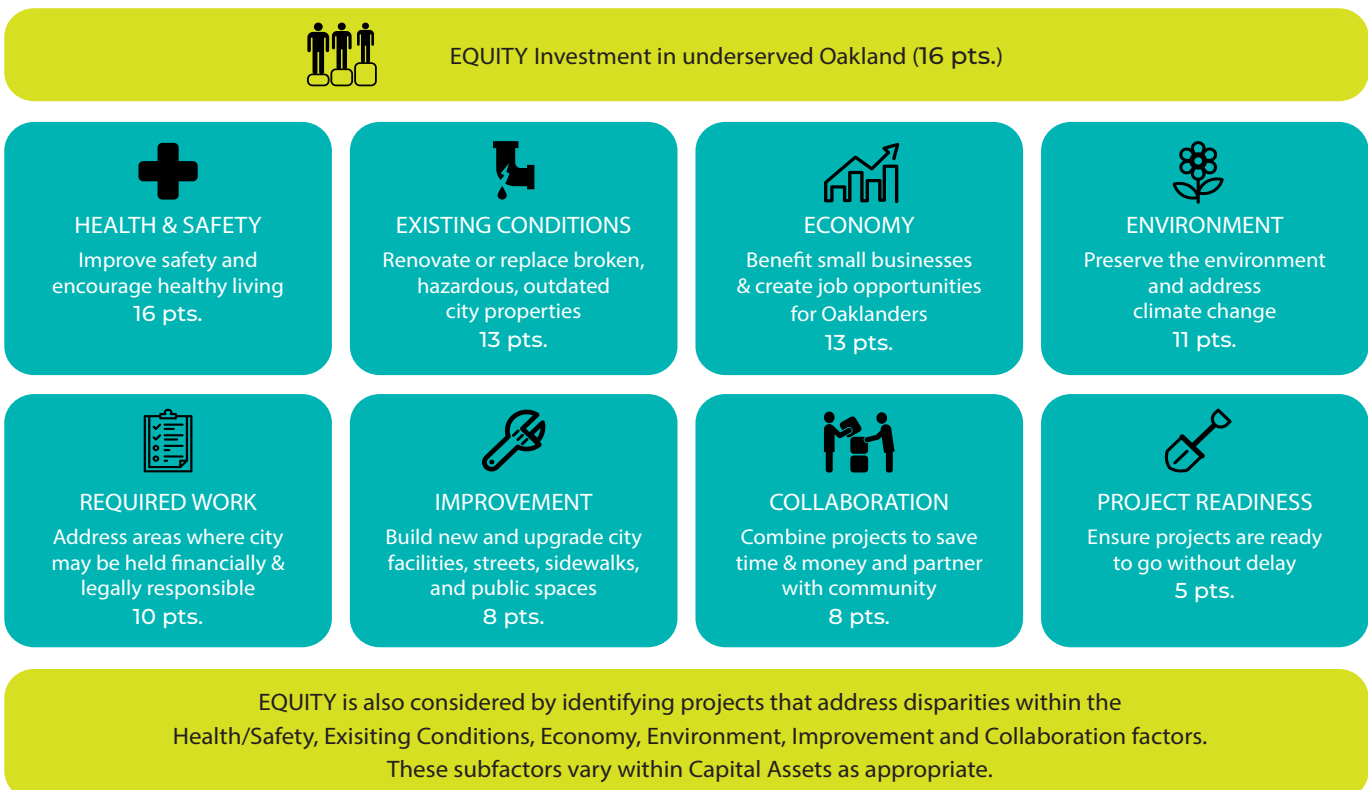 EQUITY Investment in underserved Oakland (16 pts.)
HEALTH & SAFETY
Improve safety and
encourage healthy living
16 pts.
EXISTING CONDITIONS
Renovate or replace broken,
hazardous, outdated
city properties
13 pts.
ECONOMY
Benefit small businesses
& create job opportunities
for Oaklanders
13 pts.
ENVIRONMENT
Preserve the environment
and address
climate change
11 pts.
REQUIRED WORK
Address areas where city
may be held financially &
legally responsible
10 pts.
IMPROVEMENT
Build new and upgrade city
facilities, streets, sidewalks,
and public spaces
8 pts.
COLLABORATION
Combine projects to save
time & money and partner
with community
8 pts.
PROJECT READINESS
Ensure projects are ready
to go without delay
5 pts.
EQUITY is also considered by identifying projects that address disparities within the
Health/Safety, Exisiting Conditions, Economy, Environment, Improvement and Collaboration factors.
These subfactors vary within Capital Assets as appropriate.